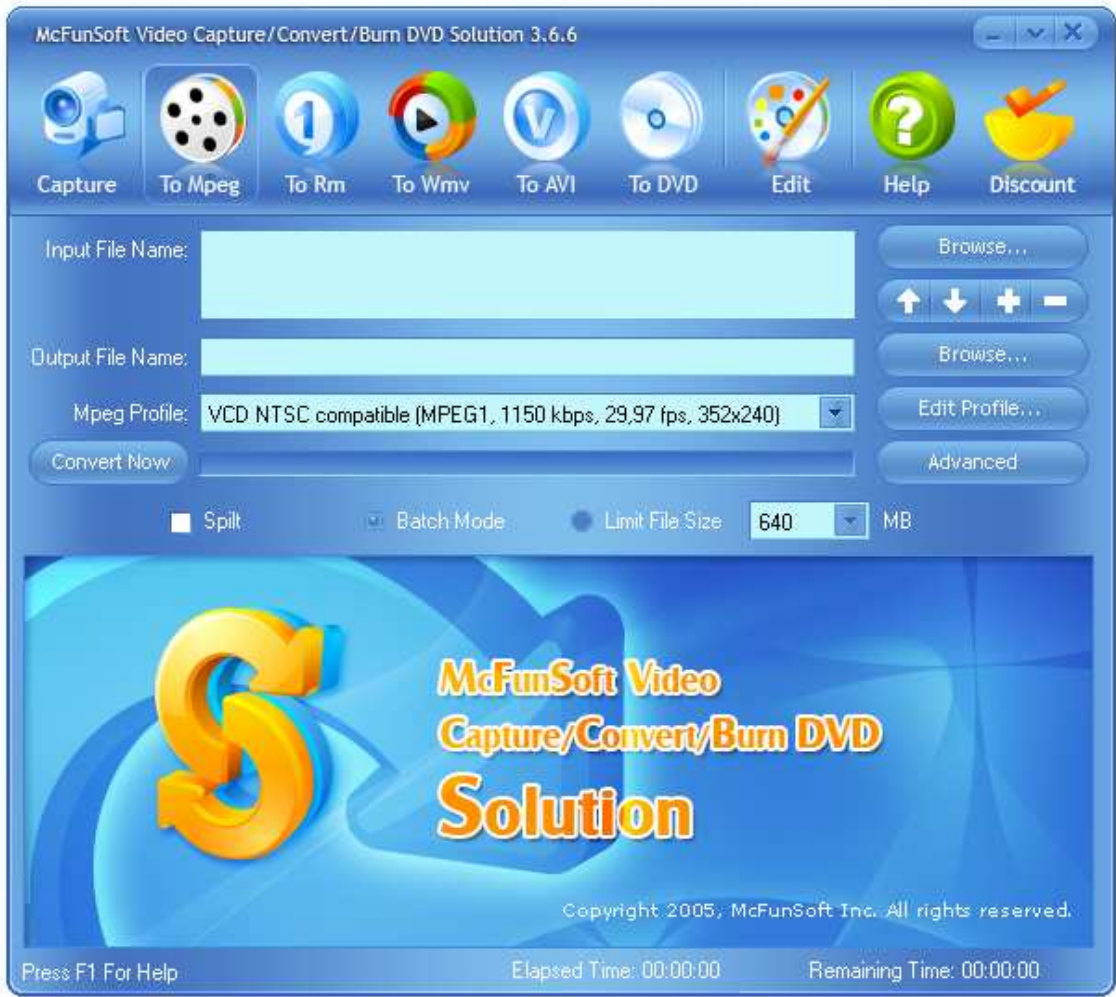 McFunSoft Video Capture/Convert/Burn DVD Solution 3.6.6
Capture To Mpeg To Rm To Wmv To AVI To DVD Edit Help Discount
Input File Name: Browse...
Output File Name: Browse...
Mpeg Profile: VCD NTSC compatible (MPEG1, 1150 kbps, 29,97 fps, 352x240) Edit Profile...
Convert Now Advanced
Spilt Batch Mode Limit File Size 640 MB
McFunSoft Video
Capture/Convert/Burn DVD
Solution
Copyright 2005, McFunSoft Inc. All rights reserved.
Press F1 For Help Elapsed Time: 00:00:00 Remaining Time: 00:00:00